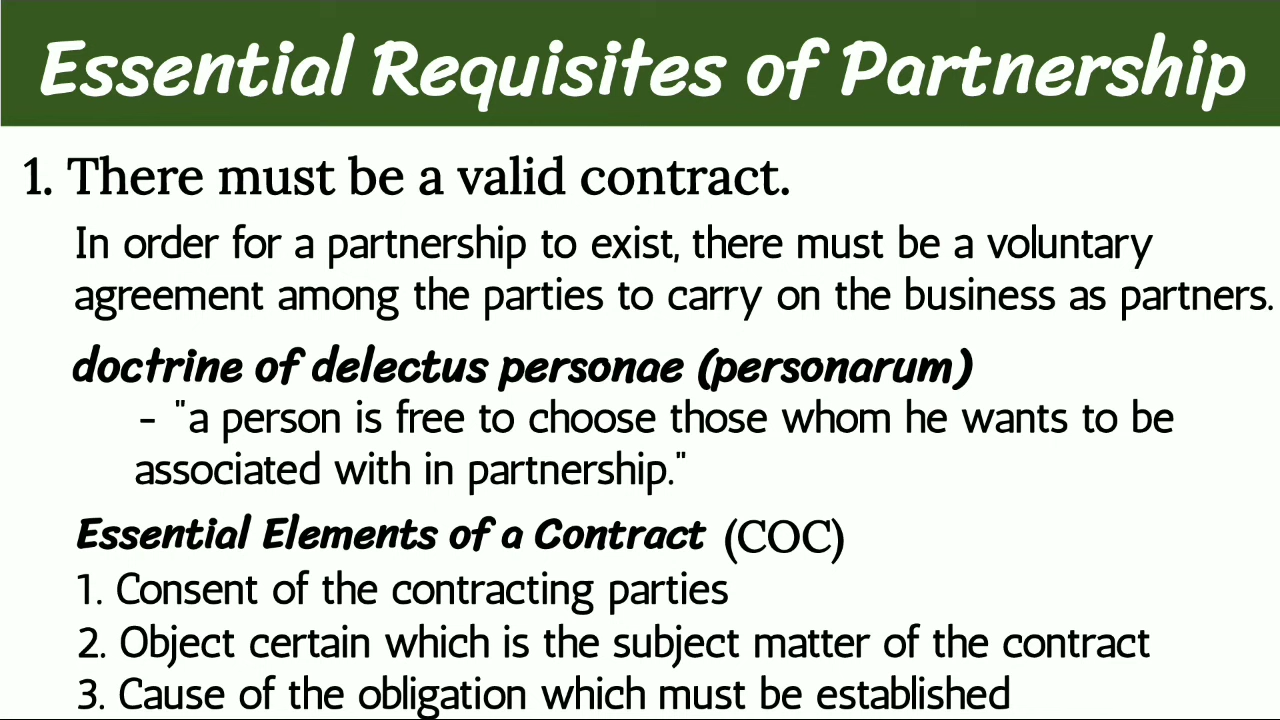 Essential Requisites of Partnership
1. There must be a valid contract.
In order for a partnership to exist, there must be a voluntary
agreement among the parties to carry on the business as partners.
doctrine of delectus personae (personarum)
- "a person is free to choose those whom he wants to be
associated with in partnership."
Essential Elements of a Contract (COC)
1. Consent of the contracting parties
2. Object certain which is the subject matter of the contract
3. Cause of the obligation which must be established